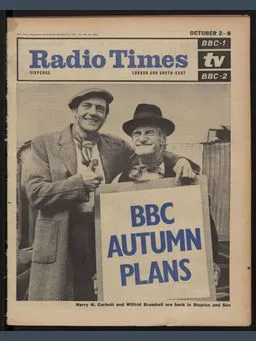 OCTOBER 2-8
Radio Times
BBC-1
tv
BBC-2
SIXPENCE
LONDON AND SOUTH-EAST
BBC
AUTUMN
PLANS
Harry H. Corbett and Wilfrid Brambell are back in Steptoe and Son